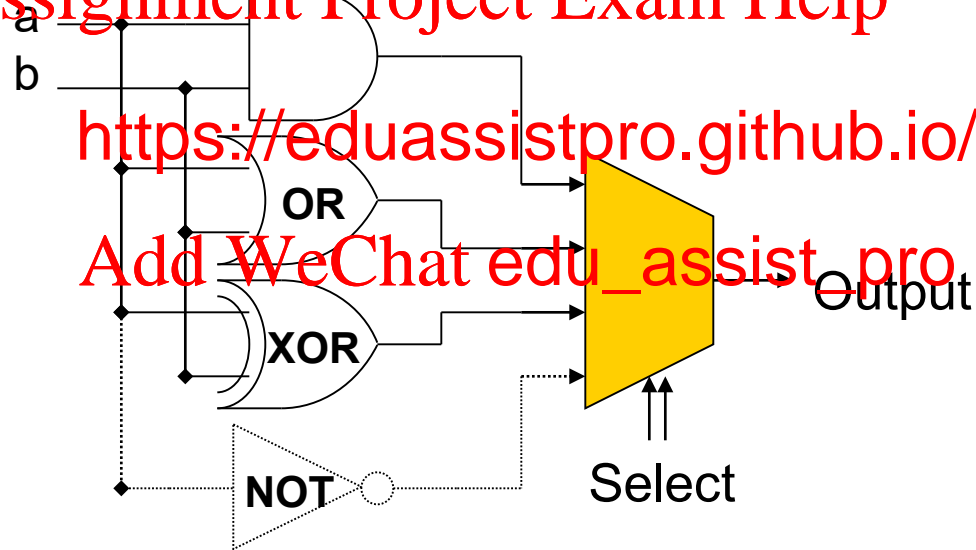 ssignment Project Exam Help
a
b
https://eduassistpro.github.io/
OR
Add WeChat edu_assist_pro
Output
XOR
NOT
Select